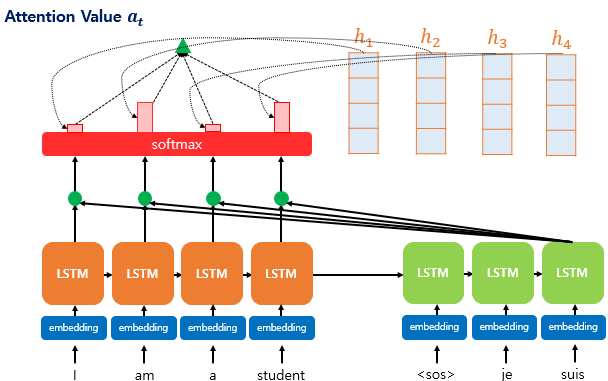 Attention Value a_t
h_1 h_2 h_3 h_4
softmax
LSTM LSTM LSTM LSTM LSTM LSTM LSTM
embedding embedding embedding embedding embedding embedding embedding
I am a student <sos> je suis